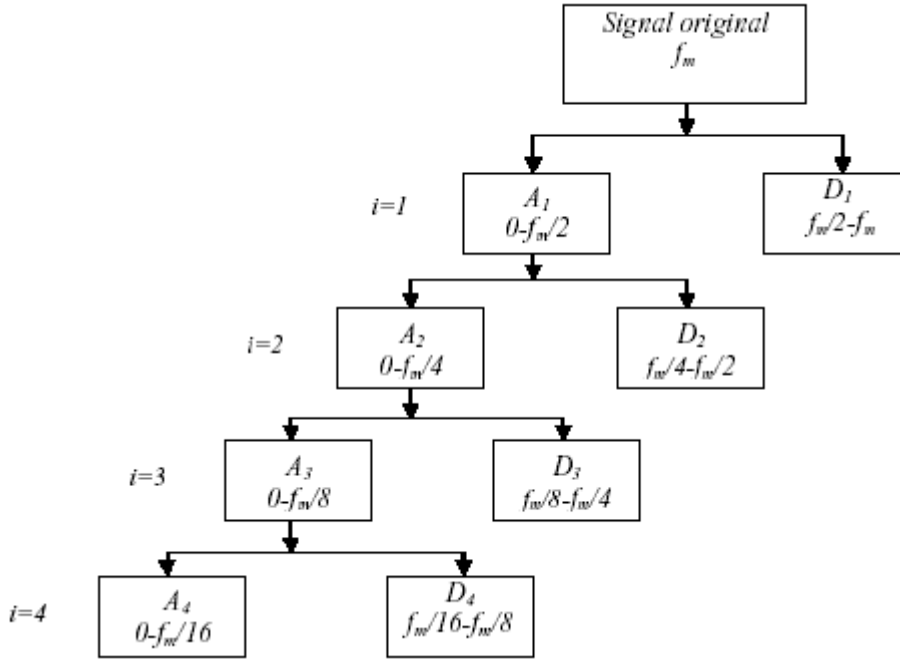 Signal original
fm
i=1
A1
0-fm/2
D1
fm/2-fm
i=2
A2
0-fm/4
D2
fm/4-fm/2
i=3
A3
0-fm/8
D3
fm/8-fm/4
i=4
A4
0-fm/16
D4
fm/16-fm/8